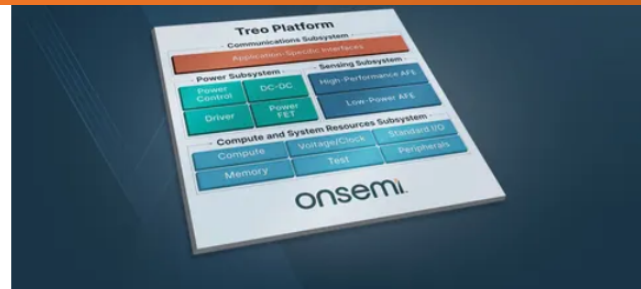 Treo Platform
Communications Subsystem
Application-Specific Interfaces
Power Subsystem
Sensing Subsystem
Power Control
DC-DC
High-Performance AFE
Driver
Power FET
Low-Power AFE
Compute and System Resources Subsystem
Compute
Voltage/Clock
Standard I/O
Memory
Test
Peripherals
onsemi